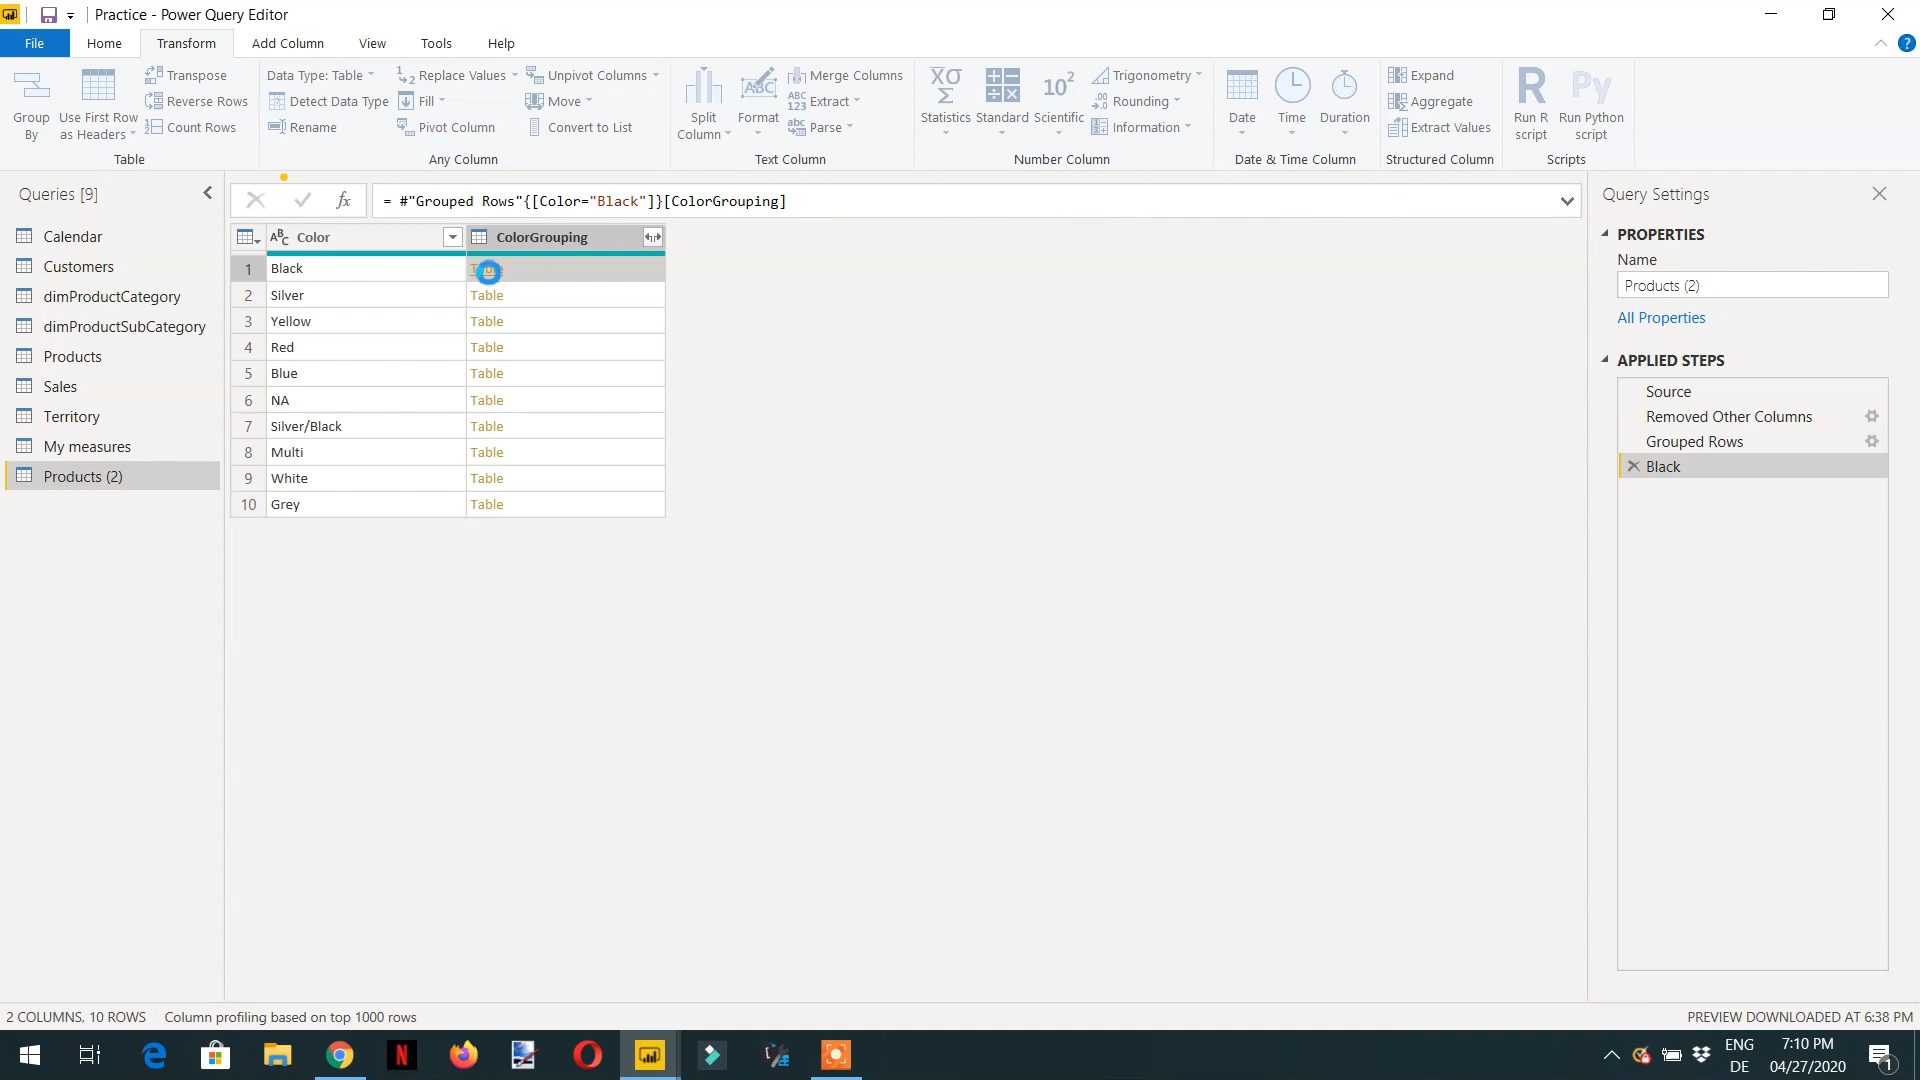 Practice - Power Query Editor
File
Home
Transform
Add Column
View
Tools
Help
Group By
Use First Row as Headers
Transpose
Reverse Rows
Count Rows
Table
Data Type: Table
Detect Data Type
Rename
Replace Values
Fill
Pivot Column
Unpivot Columns
Move
Convert to List
Any Column
Split Column
Format
Merge Columns
Extract
Parse
Text Column
Statistics
Standard
Scientific
Trigonometry
Rounding
Information
Number Column
Date
Time
Duration
Date & Time Column
Expand
Aggregate
Extract Values
Structured Column
Run R script
Run Python script
Scripts
Queries [9]
= #"Grouped Rows"{[Color="Black"]}[ColorGrouping]
Calendar
Customers
dimProductCategory
dimProductSubCategory
Products
Sales
Territory
My measures
Products (2)
Color ColorGrouping
1 Black
2 Silver Table
3 Yellow Table
4 Red Table
5 Blue Table
6 NA Table
7 Silver/Black Table
8 Multi Table
9 White Table
10 Grey Table
Query Settings
PROPERTIES
Name
Products (2)
All Properties
APPLIED STEPS
Source
Removed Other Columns
Grouped Rows
Black
2 COLUMNS, 10 ROWS
Column profiling based on top 1000 rows
PREVIEW DOWNLOADED AT 6:38 PM
ENG
DE
7:10 PM
04/27/2020
1